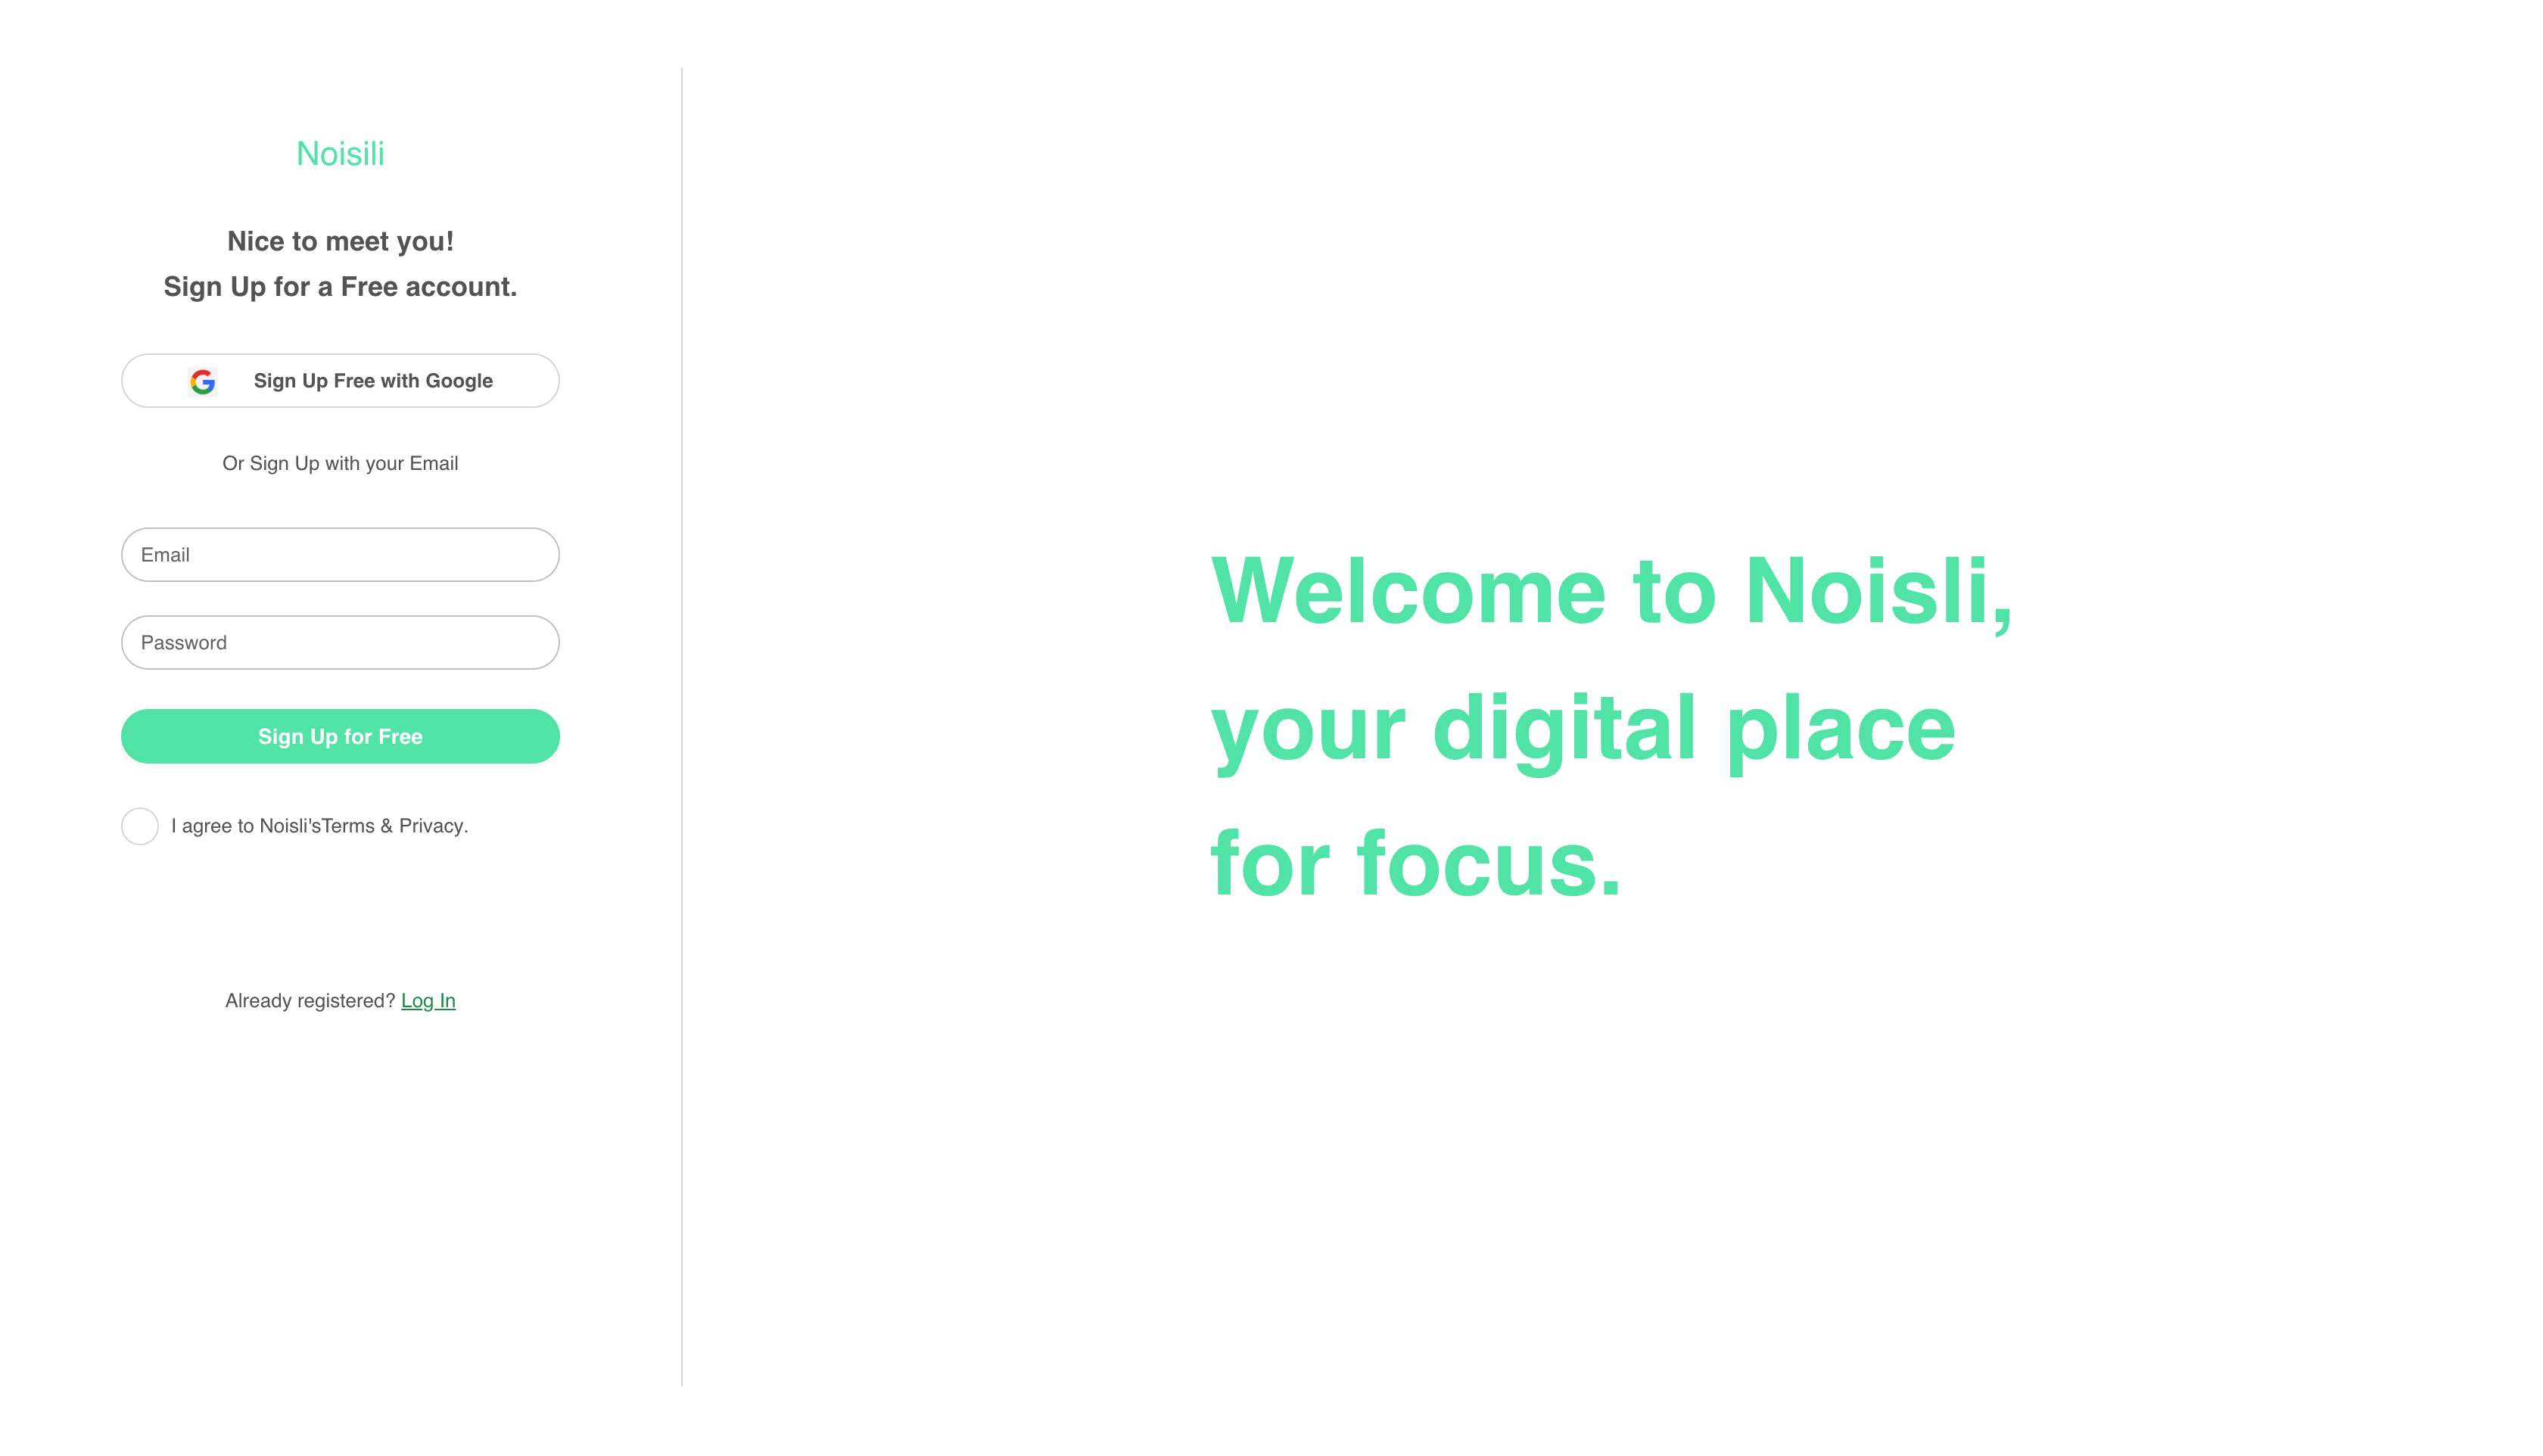 Noisili
Nice to meet you!
Sign Up for a Free account.
Sign Up Free with Google
Or Sign Up with your Email
Email
Password
Sign Up for Free
I agree to Noisli'sTerms & Privacy.
Already registered? Log In
Welcome to Noisli,
your digital place
for focus.